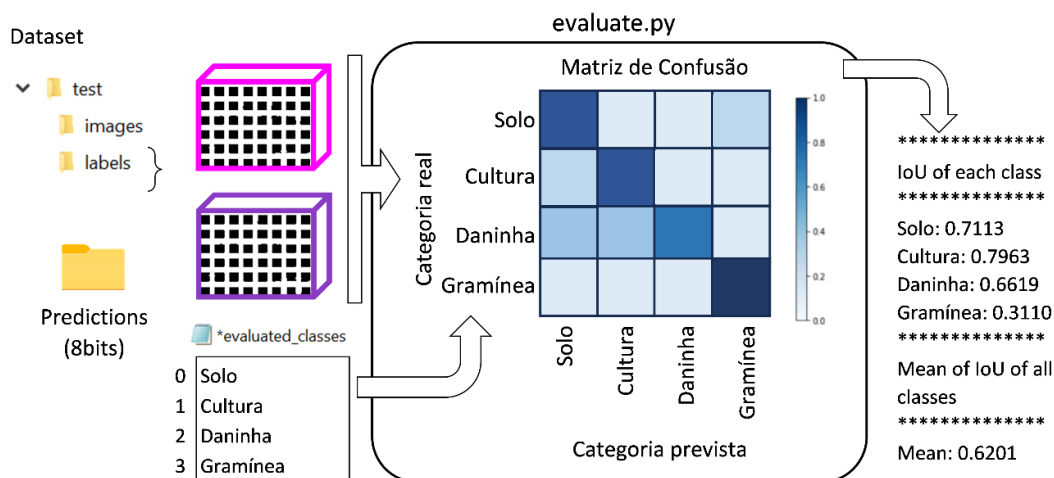 Dataset
test
images
labels
Predictions
(8bits)
*evaluated_classes
0 Solo
1 Cultura
2 Daninha
3 Gramínea
evaluate.py
Matriz de Confusão
Categoria real
Solo
Cultura
Daninha
Gramínea
Solo
Cultura
Daninha
Gramínea
Categoria prevista
1.0
0.8
0.6
0.4
0.2
0.0
**************
IoU of each class
**************
Solo: 0.7113
Cultura: 0.7963
Daninha: 0.6619
Gramínea: 0.3110
**************
Mean of IoU of all
classes
**************
Mean: 0.6201